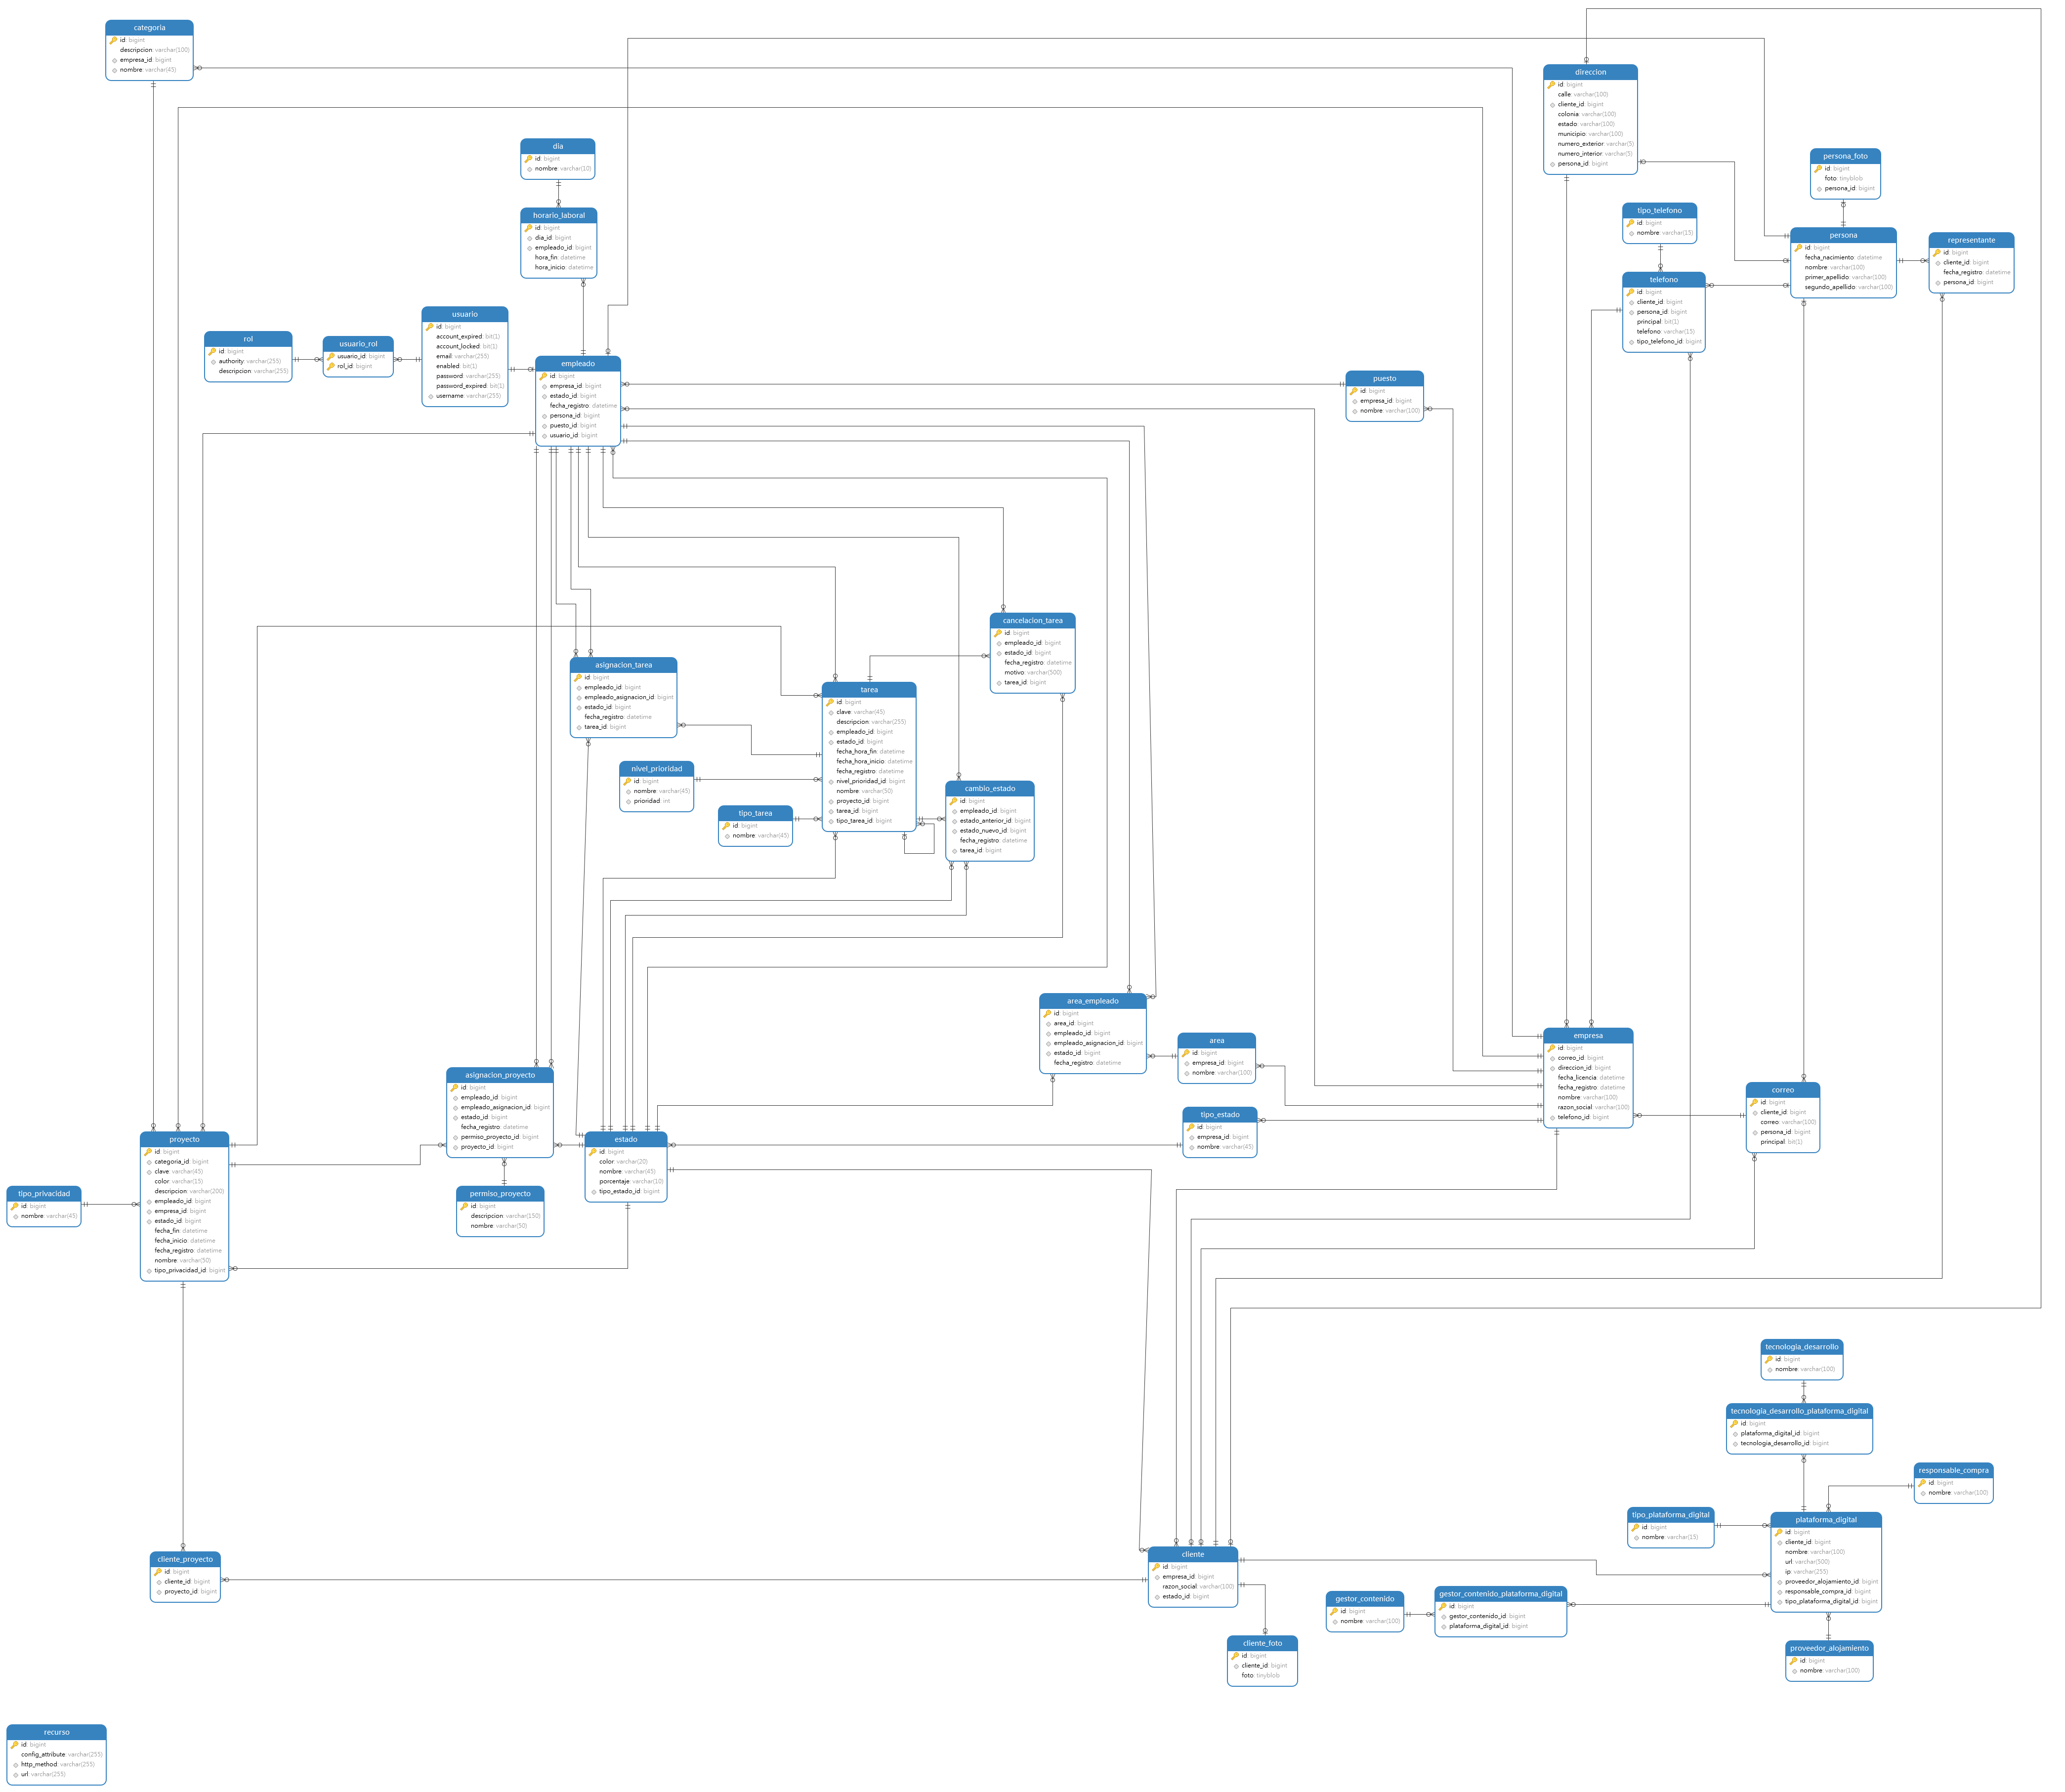 categoria
id: bigint
descripcion: varchar(100)
empresa_id: bigint
nombre: varchar(45)
direccion
id: bigint
calle: varchar(100)
cliente_id: bigint
colonia: varchar(100)
estado: varchar(100)
municipio: varchar(100)
numero_exterior: varchar(5)
numero_interior: varchar(5)
persona_id: bigint
dia
id: bigint
nombre: varchar(10)
persona_foto
id: bigint
foto: tinyblob
persona_id: bigint
horario_laboral
id: bigint
dia_id: bigint
empleado_id: bigint
hora_fin: datetime
hora_inicio: datetime
tipo_telefono
id: bigint
nombre: varchar(15)
persona
id: bigint
fecha_nacimiento: datetime
nombre: varchar(100)
primer_apellido: varchar(100)
segundo_apellido: varchar(100)
representante
id: bigint
cliente_id: bigint
fecha_registro: datetime
persona_id: bigint
telefono
id: bigint
cliente_id: bigint
persona_id: bigint
principal: bit(1)
telefono: varchar(15)
tipo_telefono_id: bigint
usuario
id: bigint
account_expired: bit(1)
account_locked: bit(1)
email: varchar(255)
enabled: bit(1)
password: varchar(255)
password_expired: bit(1)
username: varchar(255)
rol
id: bigint
authority: varchar(255)
descripcion: varchar(255)
usuario_rol
usuario_id: bigint
rol_id: bigint
empleado
id: bigint
empresa_id: bigint
estado_id: bigint
fecha_registro: datetime
persona_id: bigint
puesto_id: bigint
usuario_id: bigint
puesto
id: bigint
empresa_id: bigint
nombre: varchar(100)
cancelacion_tarea
id: bigint
empleado_id: bigint
estado_id: bigint
fecha_registro: datetime
motivo: varchar(500)
tarea_id: bigint
asignacion_tarea
id: bigint
empleado_id: bigint
empleado_asignacion_id: bigint
estado_id: bigint
fecha_registro: datetime
tarea_id: bigint
tarea
id: bigint
clave: varchar(45)
descripcion: varchar(255)
empleado_id: bigint
estado_id: bigint
fecha_hora_fin: datetime
fecha_hora_inicio: datetime
fecha_registro: datetime
nivel_prioridad_id: bigint
nombre: varchar(50)
proyecto_id: bigint
tarea_id: bigint
tipo_tarea_id: bigint
nivel_prioridad
id: bigint
nombre: varchar(45)
prioridad: int
cambio_estado
id: bigint
empleado_id: bigint
estado_anterior_id: bigint
estado_nuevo_id: bigint
fecha_registro: datetime
tarea_id: bigint
tipo_tarea
id: bigint
nombre: varchar(45)
area_empleado
id: bigint
area_id: bigint
empleado_id: bigint
empleado_asignacion_id: bigint
estado_id: bigint
fecha_registro: datetime
area
id: bigint
empresa_id: bigint
nombre: varchar(100)
empresa
id: bigint
correo_id: bigint
direccion_id: bigint
fecha_licencia: datetime
fecha_registro: datetime
nombre: varchar(100)
razon_social: varchar(100)
telefono_id: bigint
asignacion_proyecto
id: bigint
empleado_id: bigint
empleado_asignacion_id: bigint
estado_id: bigint
fecha_registro: datetime
permiso_proyecto_id: bigint
proyecto_id: bigint
correo
id: bigint
cliente_id: bigint
correo: varchar(100)
persona_id: bigint
principal: bit(1)
tipo_estado
id: bigint
empresa_id: bigint
nombre: varchar(45)
proyecto
id: bigint
categoria_id: bigint
clave: varchar(45)
color: varchar(15)
descripcion: varchar(200)
empleado_id: bigint
empresa_id: bigint
estado_id: bigint
fecha_fin: datetime
fecha_inicio: datetime
fecha_registro: datetime
nombre: varchar(50)
tipo_privacidad_id: bigint
estado
id: bigint
color: varchar(20)
nombre: varchar(45)
porcentaje: varchar(10)
tipo_estado_id: bigint
tipo_privacidad
id: bigint
nombre: varchar(45)
permiso_proyecto
id: bigint
descripcion: varchar(150)
nombre: varchar(50)
tecnologia_desarrollo
id: bigint
nombre: varchar(100)
tecnologia_desarrollo_plataforma_digital
id: bigint
plataforma_digital_id: bigint
tecnologia_desarrollo_id: bigint
responsable_compra
id: bigint
nombre: varchar(100)
tipo_plataforma_digital
id: bigint
nombre: varchar(15)
plataforma_digital
id: bigint
cliente_id: bigint
nombre: varchar(100)
url: varchar(500)
ip: varchar(255)
proveedor_alojamiento_id: bigint
responsable_compra_id: bigint
tipo_plataforma_digital_id: bigint
cliente_proyecto
id: bigint
cliente_id: bigint
proyecto_id: bigint
cliente
id: bigint
empresa_id: bigint
razon_social: varchar(100)
estado_id: bigint
gestor_contenido
id: bigint
nombre: varchar(100)
gestor_contenido_plataforma_digital
id: bigint
gestor_contenido_id: bigint
plataforma_digital_id: bigint
cliente_foto
id: bigint
cliente_id: bigint
foto: tinyblob
proveedor_alojamiento
id: bigint
nombre: varchar(100)
recurso
id: bigint
config_attribute: varchar(255)
http_method: varchar(255)
url: varchar(255)